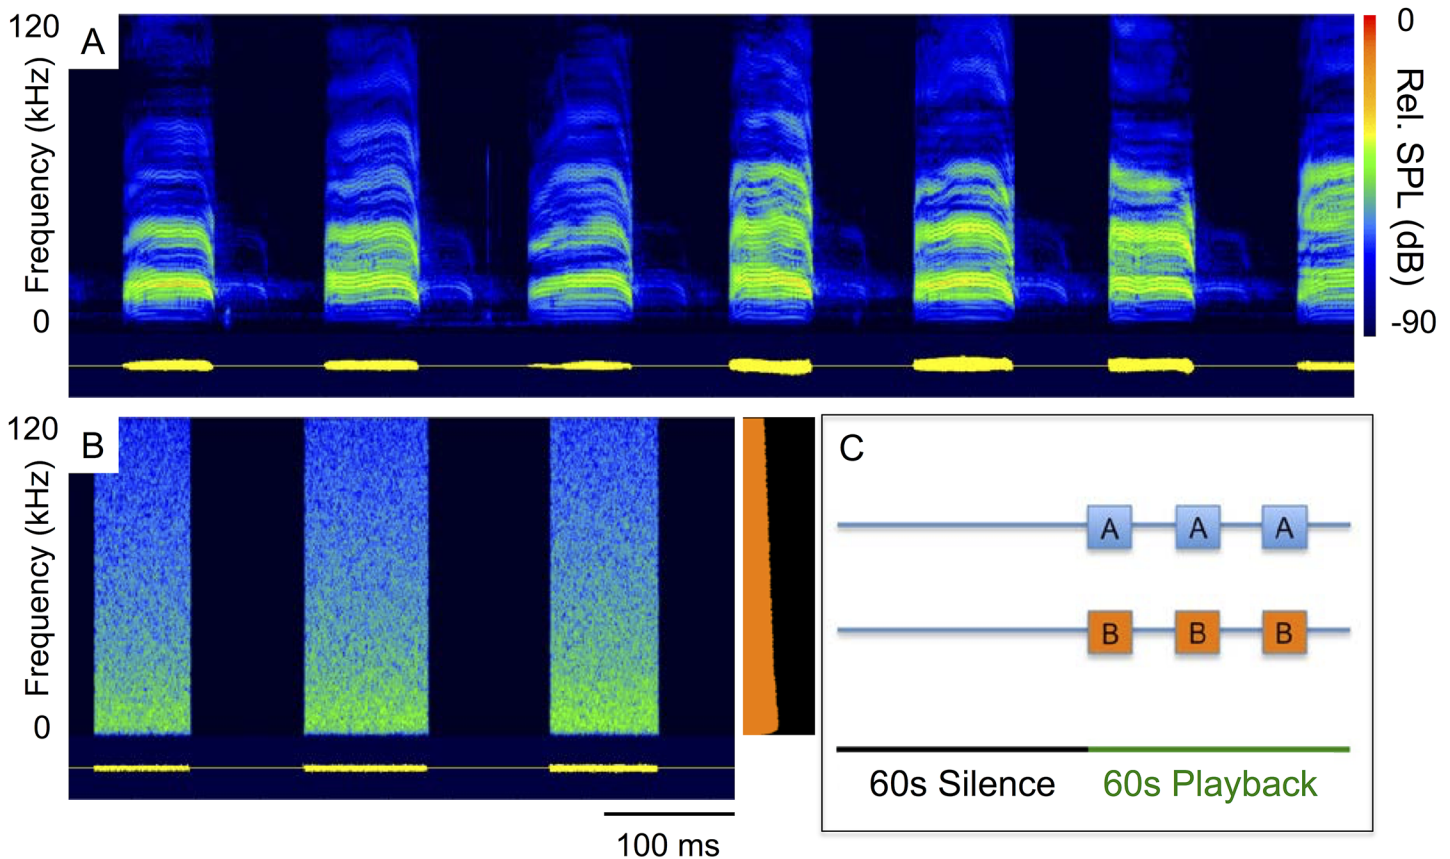 120
A
Frequency (kHz)
0
0
Rel. SPL (dB)
-90
120
B
Frequency (kHz)
0
100 ms
C
A A A
B B B
60s Silence 60s Playback